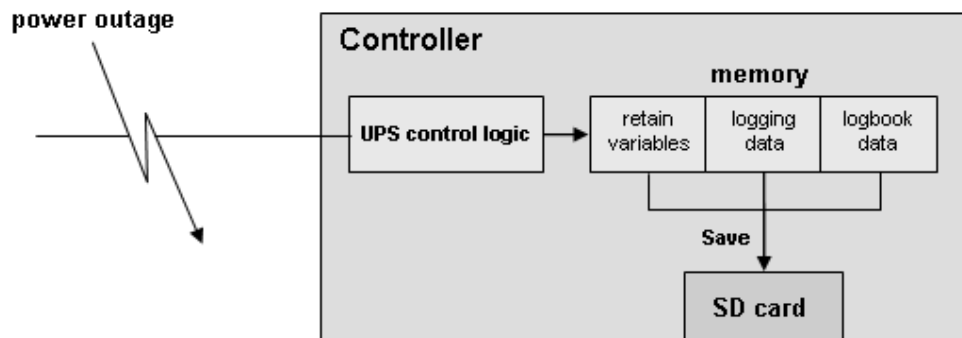 power outage
Controller
memory
UPS control logic
retain
variables
logging
data
logbook
data
Save
SD card